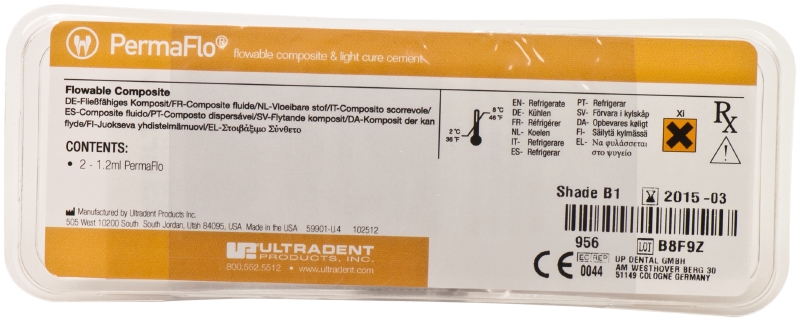 PermaFlo® flowable composite & light cure cement
Flowable Composite
DE-Fließfähiges Komposit/FR-Composite fluide/NL-Vloeibare stof/IT-Composito scorrevole/
ES-Composite fluido/PT-Composto dispersável/SV-Flytande komposit/DA-Komposit der kan
flyde/FI-Juokseva yhdistelmämuovi/EL-Στοιβάξιμο Σύνθετο
CONTENTS:
• 2 - 1.2ml PermaFlo
2 °C
36 °F
8 °C
46 °F
EN- Refrigerate
DE- Kühlen
FR- Réfrigérer
NL- Koelen
IT- Refrigerare
ES- Refrigerar
PT- Refrigerar
SV- Förvara i kylskåp
DA- Opbevares køligt
FI- Säilytä kylmässä
EL- Να φυλάσσεται
στο ψυγείο
Xi
Rx
Shade B1 2015-03
Manufactured by Ultradent Products Inc.
505 West 10200 South South Jordan, Utah 84095, USA Made in the USA 59901-U.4 102512
ULTRADENT
PRODUCTS, INC.
800.552.5512 • www.ultradent.com
956 LOT B8F9Z
CE EC REP
0044
UP DENTAL GMBH
AM WESTHOVER BERG 30
51149 COLOGNE GERMANY